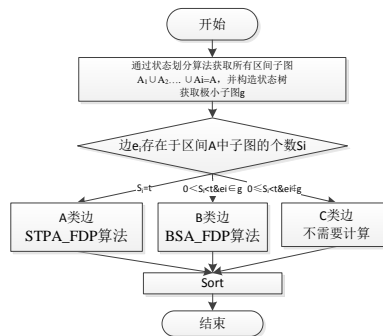 开始
通过状态划分算法获取所有区间子图
A₁∪A₂…. ∪Ai=A, 并构造状态树
获取极小子图g
边eᵢ存在于区间A中子图的个数Si
Sᵢ=t
0＜Sᵢ<t&ei∈g
0≤Sᵢ<t&ei∉g
A类边
STPA_FDP算法
B类边
BSA_FDP算法
C类边
不需要计算
Sort
结束